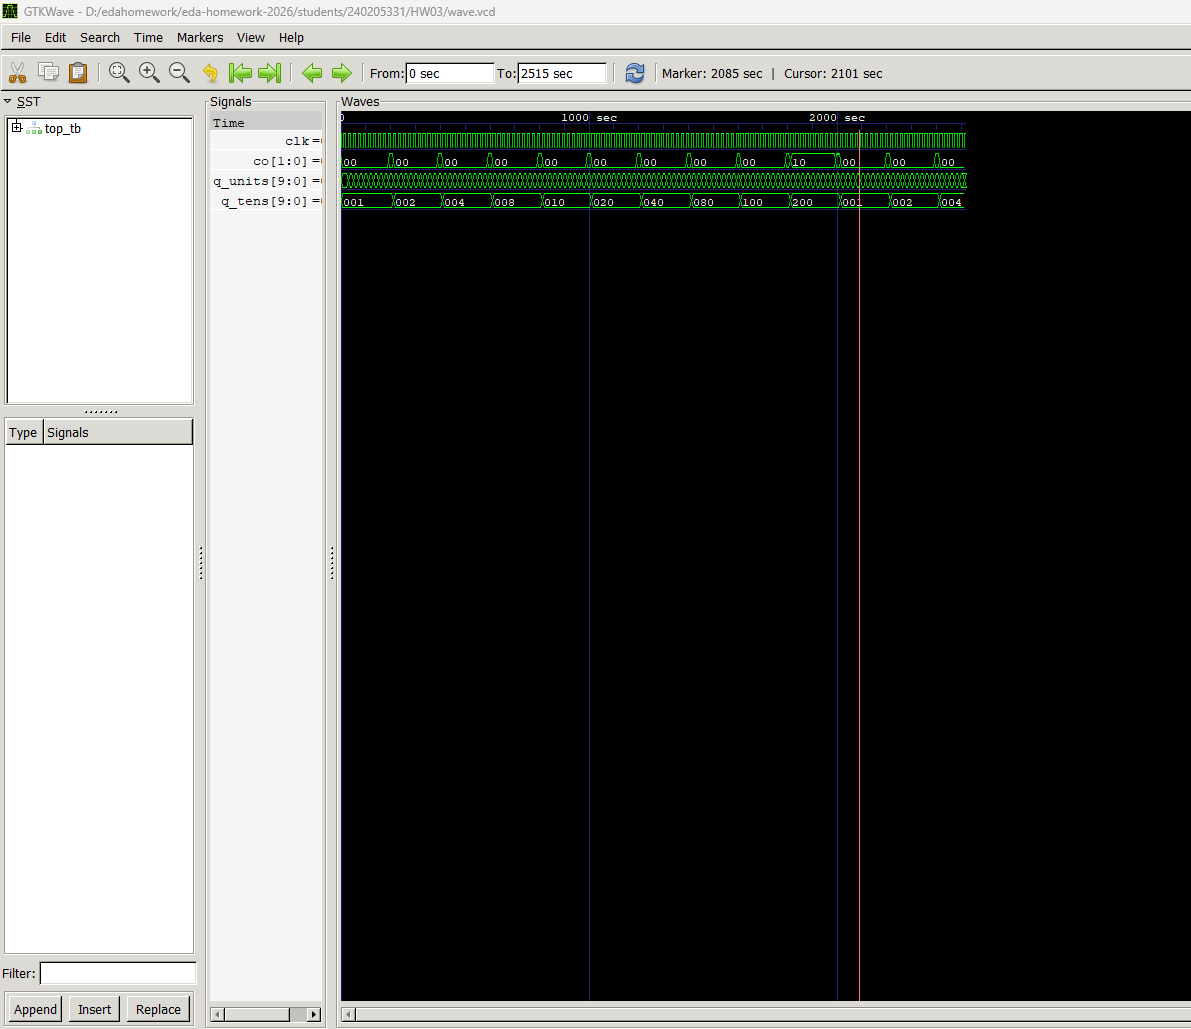 GTKWave - D:/edahomework/eda-homework-2026/students/240205331/HW03/wave.vcd
File Edit Search Time Markers View Help
From: 0 sec To: 2515 sec Marker: 2085 sec | Cursor: 2101 sec
SST
top_tb
Type Signals
Filter:
Append Insert Replace
Signals
Time
clk =
co[1:0] =
q_units[9:0] =
q_tens[9:0] =
Waves
0 1000 sec 2000 sec
00 00 00 00 00 00 00 00 00 10 00 00 00
001 002 004 008 010 020 040 080 100 200 001 002 004